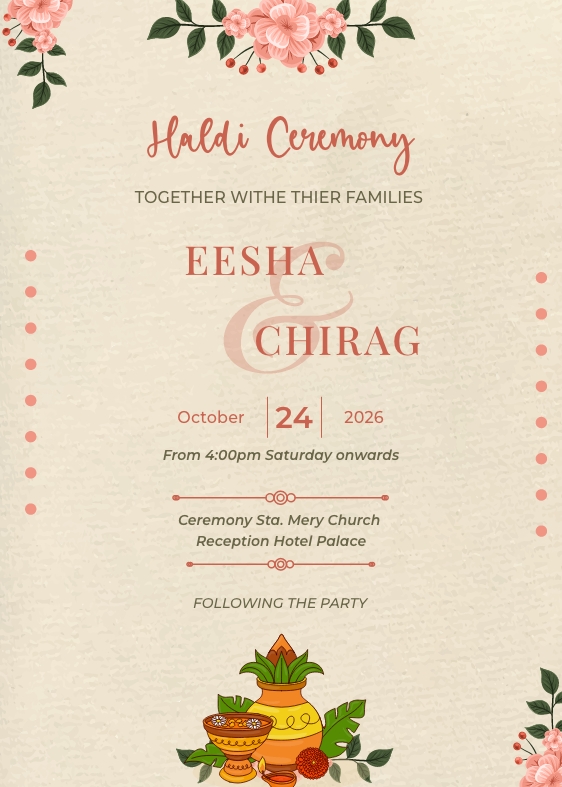 Haldi Ceremony
TOGETHER WITHE THIER FAMILIES
EESHA
&
CHIRAG
October 24 2026
From 4:00pm Saturday onwards
Ceremony Sta. Mery Church
Reception Hotel Palace
FOLLOWING THE PARTY